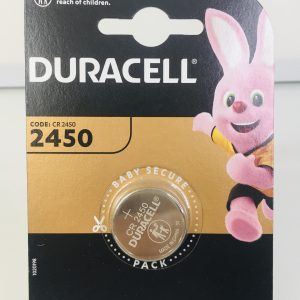 reach of children.
DURACELL
CODE: CR 2450
2450
BABY SECURE
+
CR 2450
DURACELL
PACK